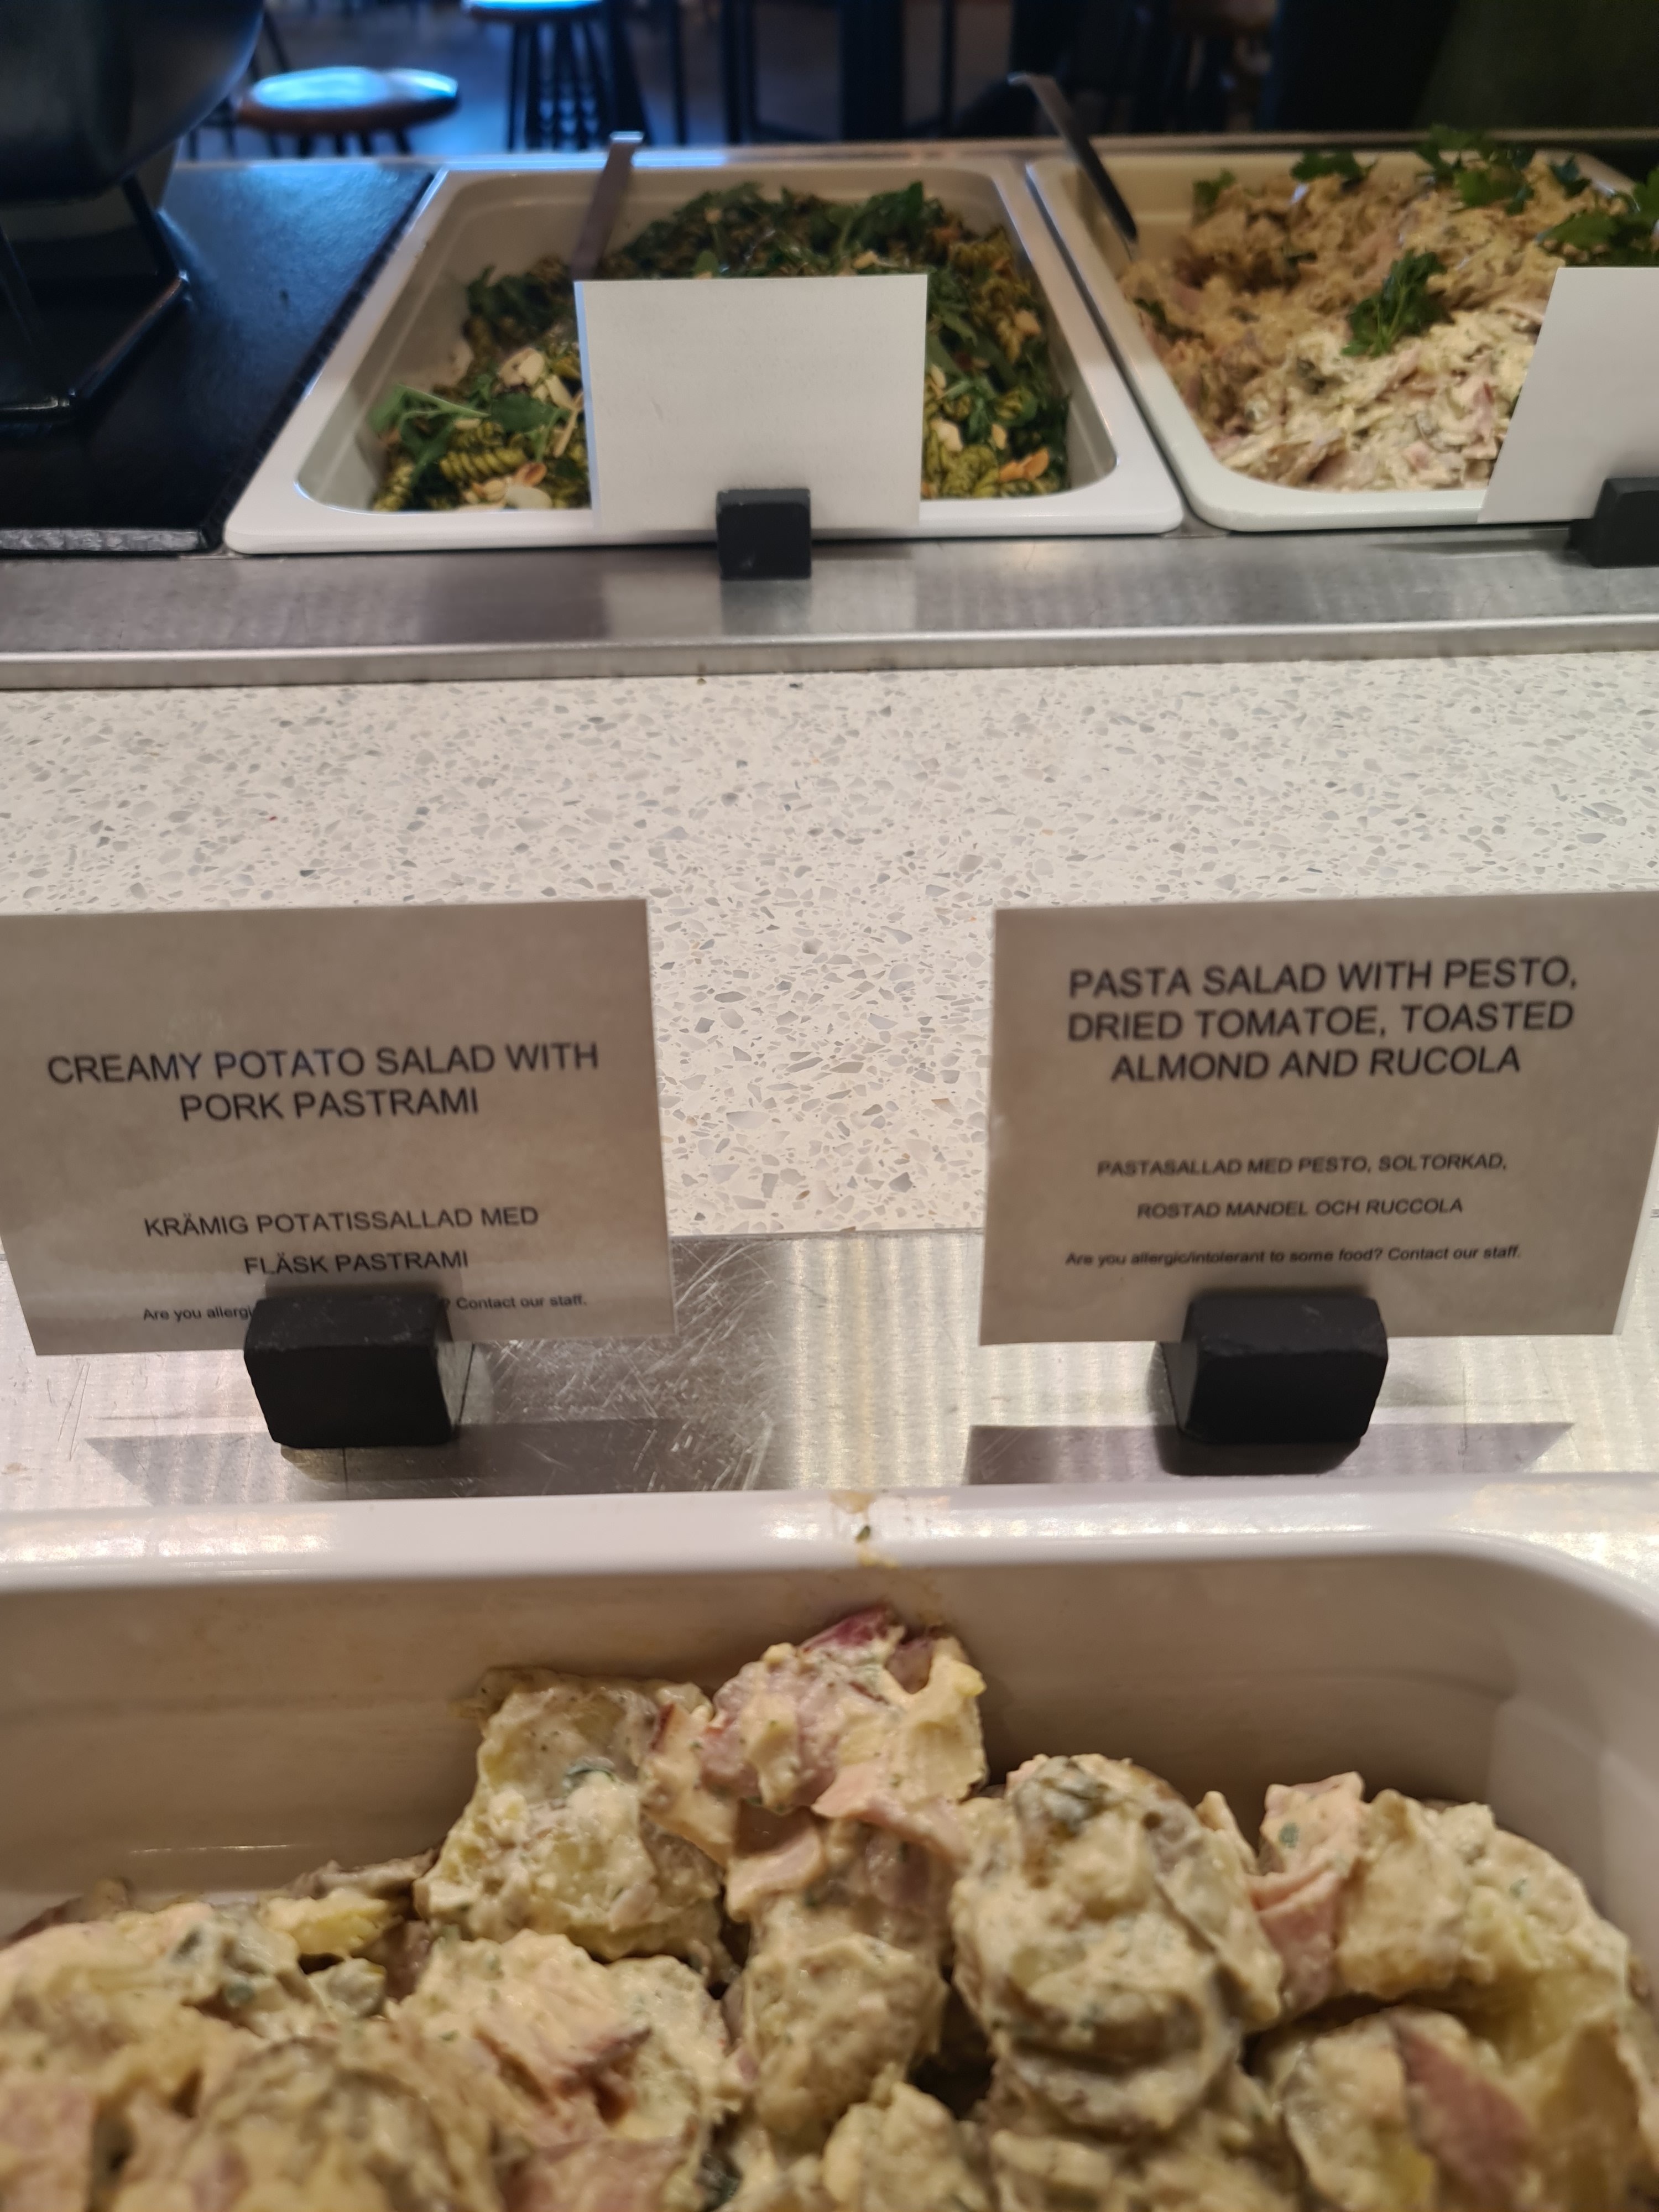 CREAMY POTATO SALAD WITH
PORK PASTRAMI
KRÄMIG POTATISSALLAD MED
FLÄSK PASTRAMI
Are you allergi ? Contact our staff.
PASTA SALAD WITH PESTO,
DRIED TOMATOE, TOASTED
ALMOND AND RUCOLA
PASTASALLAD MED PESTO, SOLTORKAD,
ROSTAD MANDEL OCH RUCCOLA
Are you allergic/intolerant to some food? Contact our staff.